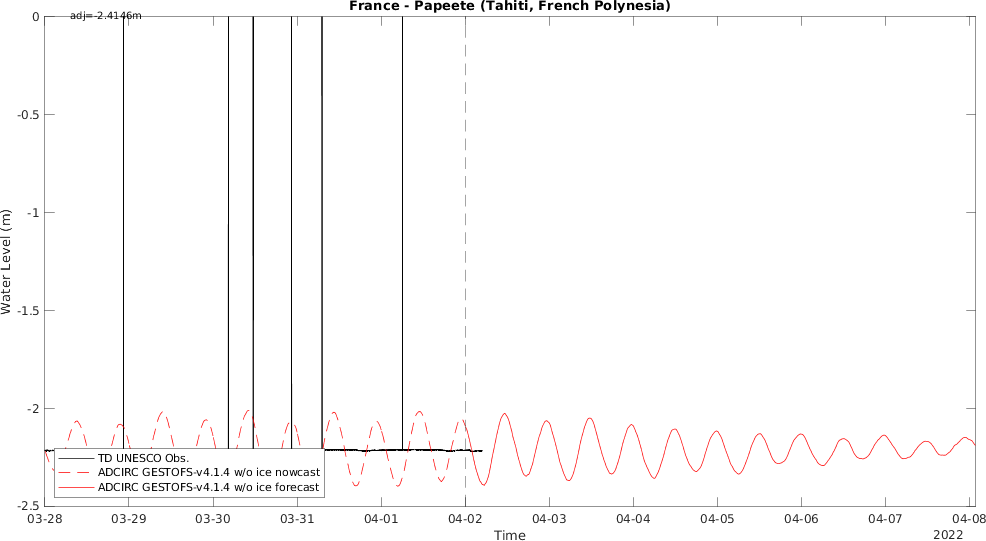 France - Papeete (Tahiti, French Polynesia)
adj=-2.4146m
0
-0.5
-1
-1.5
-2
-2.5
Water Level (m)
TD UNESCO Obs.
ADCIRC GESTOFS-v4.1.4 w/o ice nowcast
ADCIRC GESTOFS-v4.1.4 w/o ice forecast
03-28 03-29 03-30 03-31 04-01 04-02 04-03 04-04 04-05 04-06 04-07 04-08
Time
2022